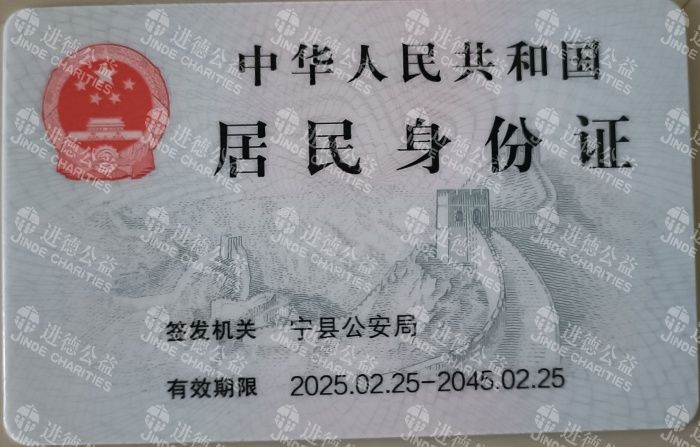 中华人民共和国
居民身份证
签发机关 宁县公安局
有效期限 2025.02.25-2045.02.25
进德公益
JINDE CHARITIES